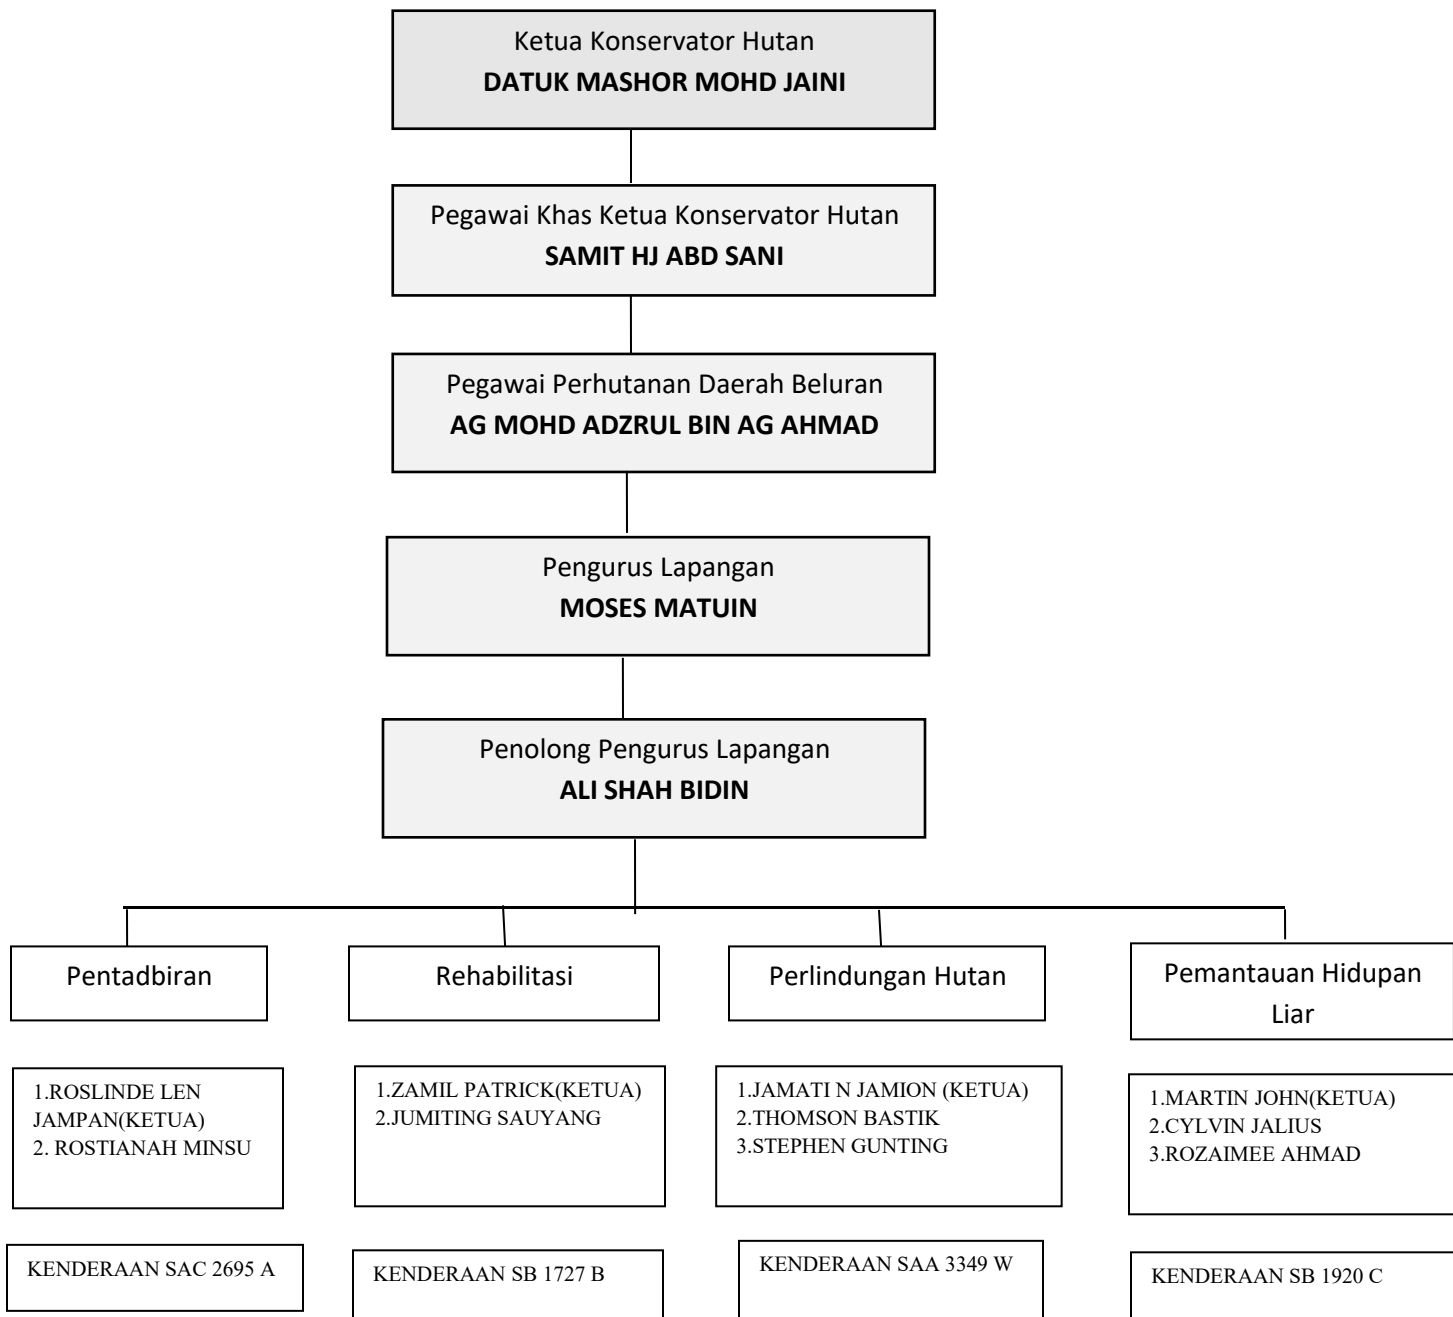 Ketua Konservator Hutan
DATUK MASHOR MOHD JAINI
Pegawai Khas Ketua Konservator Hutan
SAMIT HJ ABD SANI
Pegawai Perhutanan Daerah Beluran
AG MOHD ADZRUL BIN AG AHMAD
Pengurus Lapangan
MOSES MATUIN
Penolong Pengurus Lapangan
ALI SHAH BIDIN
Pentadbiran
Rehabilitasi
Perlindungan Hutan
Pemantauan Hidupan
Liar
1.ROSLINDE LEN
JAMPAN(KETUA)
2. ROSTIANAH MINSU
1.ZAMIL PATRICK(KETUA)
2.JUMITING SAUYANG
1.JAMATI N JAMION (KETUA)
2.THOMSON BASTIK
3.STEPHEN GUNTING
1.MARTIN JOHN(KETUA)
2.CYLVIN JALIUS
3.ROZAIMEE AHMAD
KENDERAAN SAC 2695 A
KENDERAAN SB 1727 B
KENDERAAN SAA 3349 W
KENDERAAN SB 1920 C